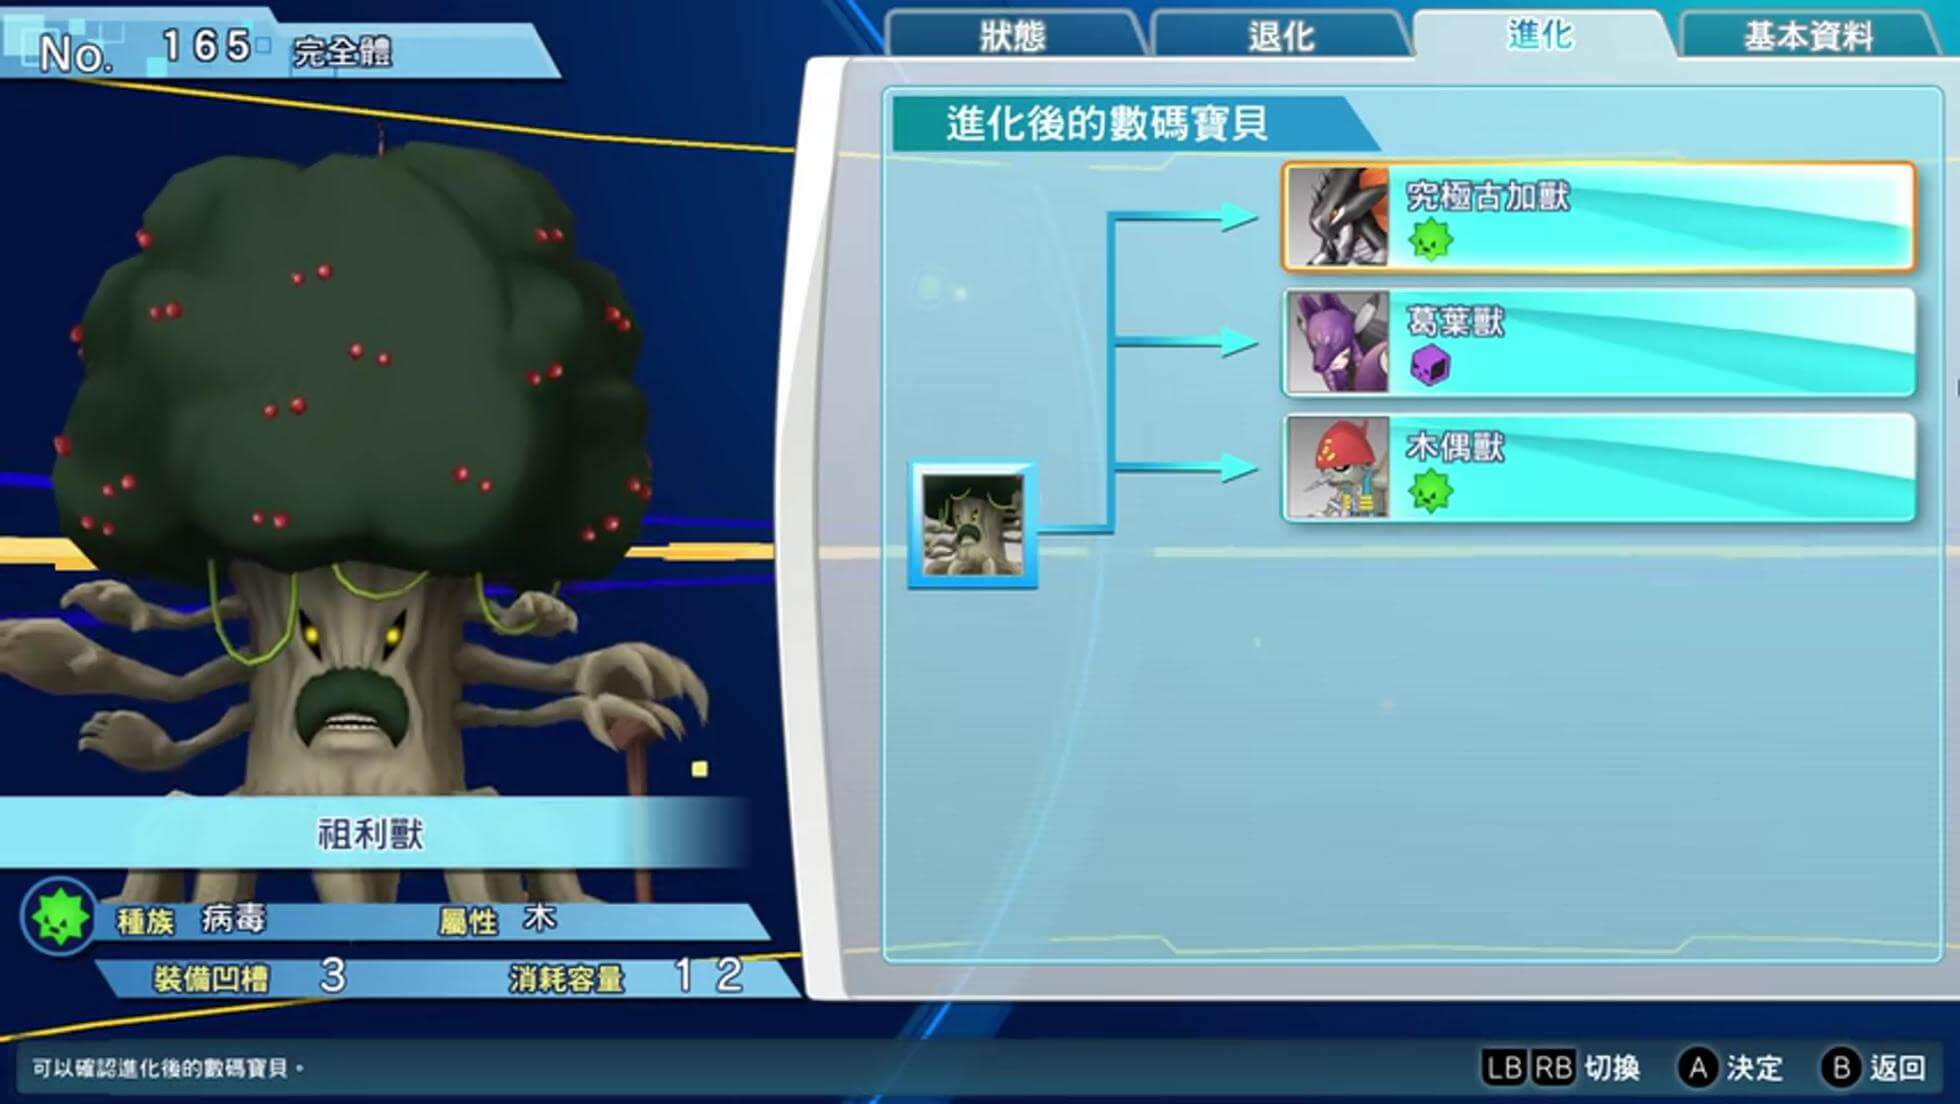 No. 165 完全體
狀態 退化 進化 基本資料
進化後的數碼寶貝
究極古加獸
葛葉獸
木偶獸
祖利獸
種族 病毒 屬性 木
裝備凹槽 3 消耗容量 12
可以確認進化後的數碼寶貝。
LB RB 切換 A 決定 B 返回